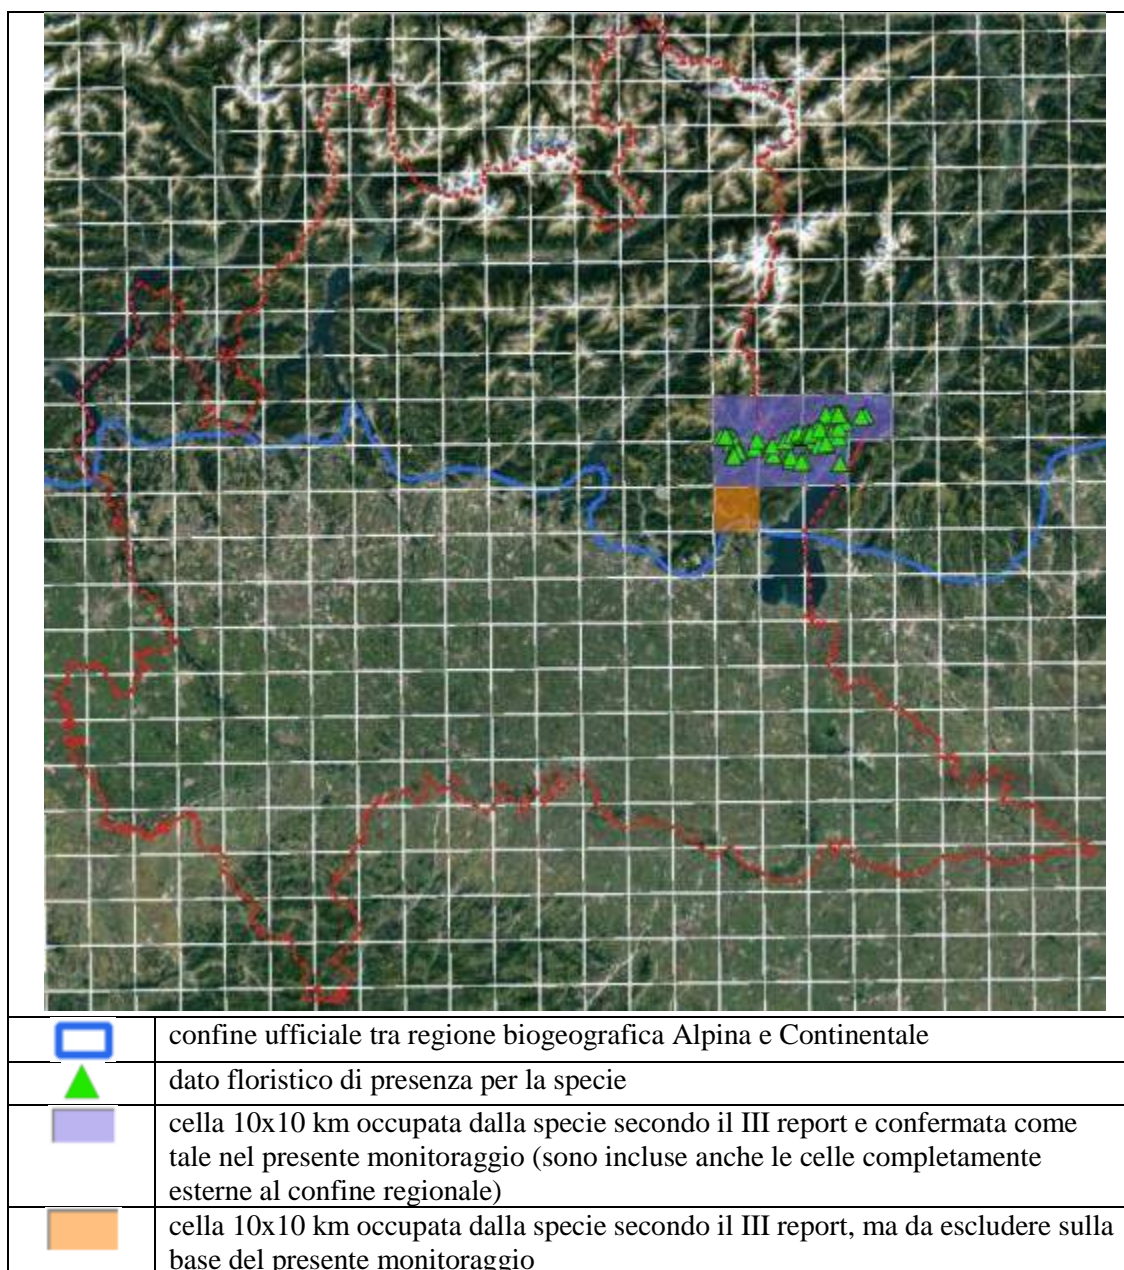 confine ufficiale tra regione biogeografica Alpina e Continentale
dato floristico di presenza per la specie
cella 10x10 km occupata dalla specie secondo il III report e confermata come
tale nel presente monitoraggio (sono incluse anche le celle completamente
esterne al confine regionale)
cella 10x10 km occupata dalla specie secondo il III report, ma da escludere sulla
base del presente monitoraggio